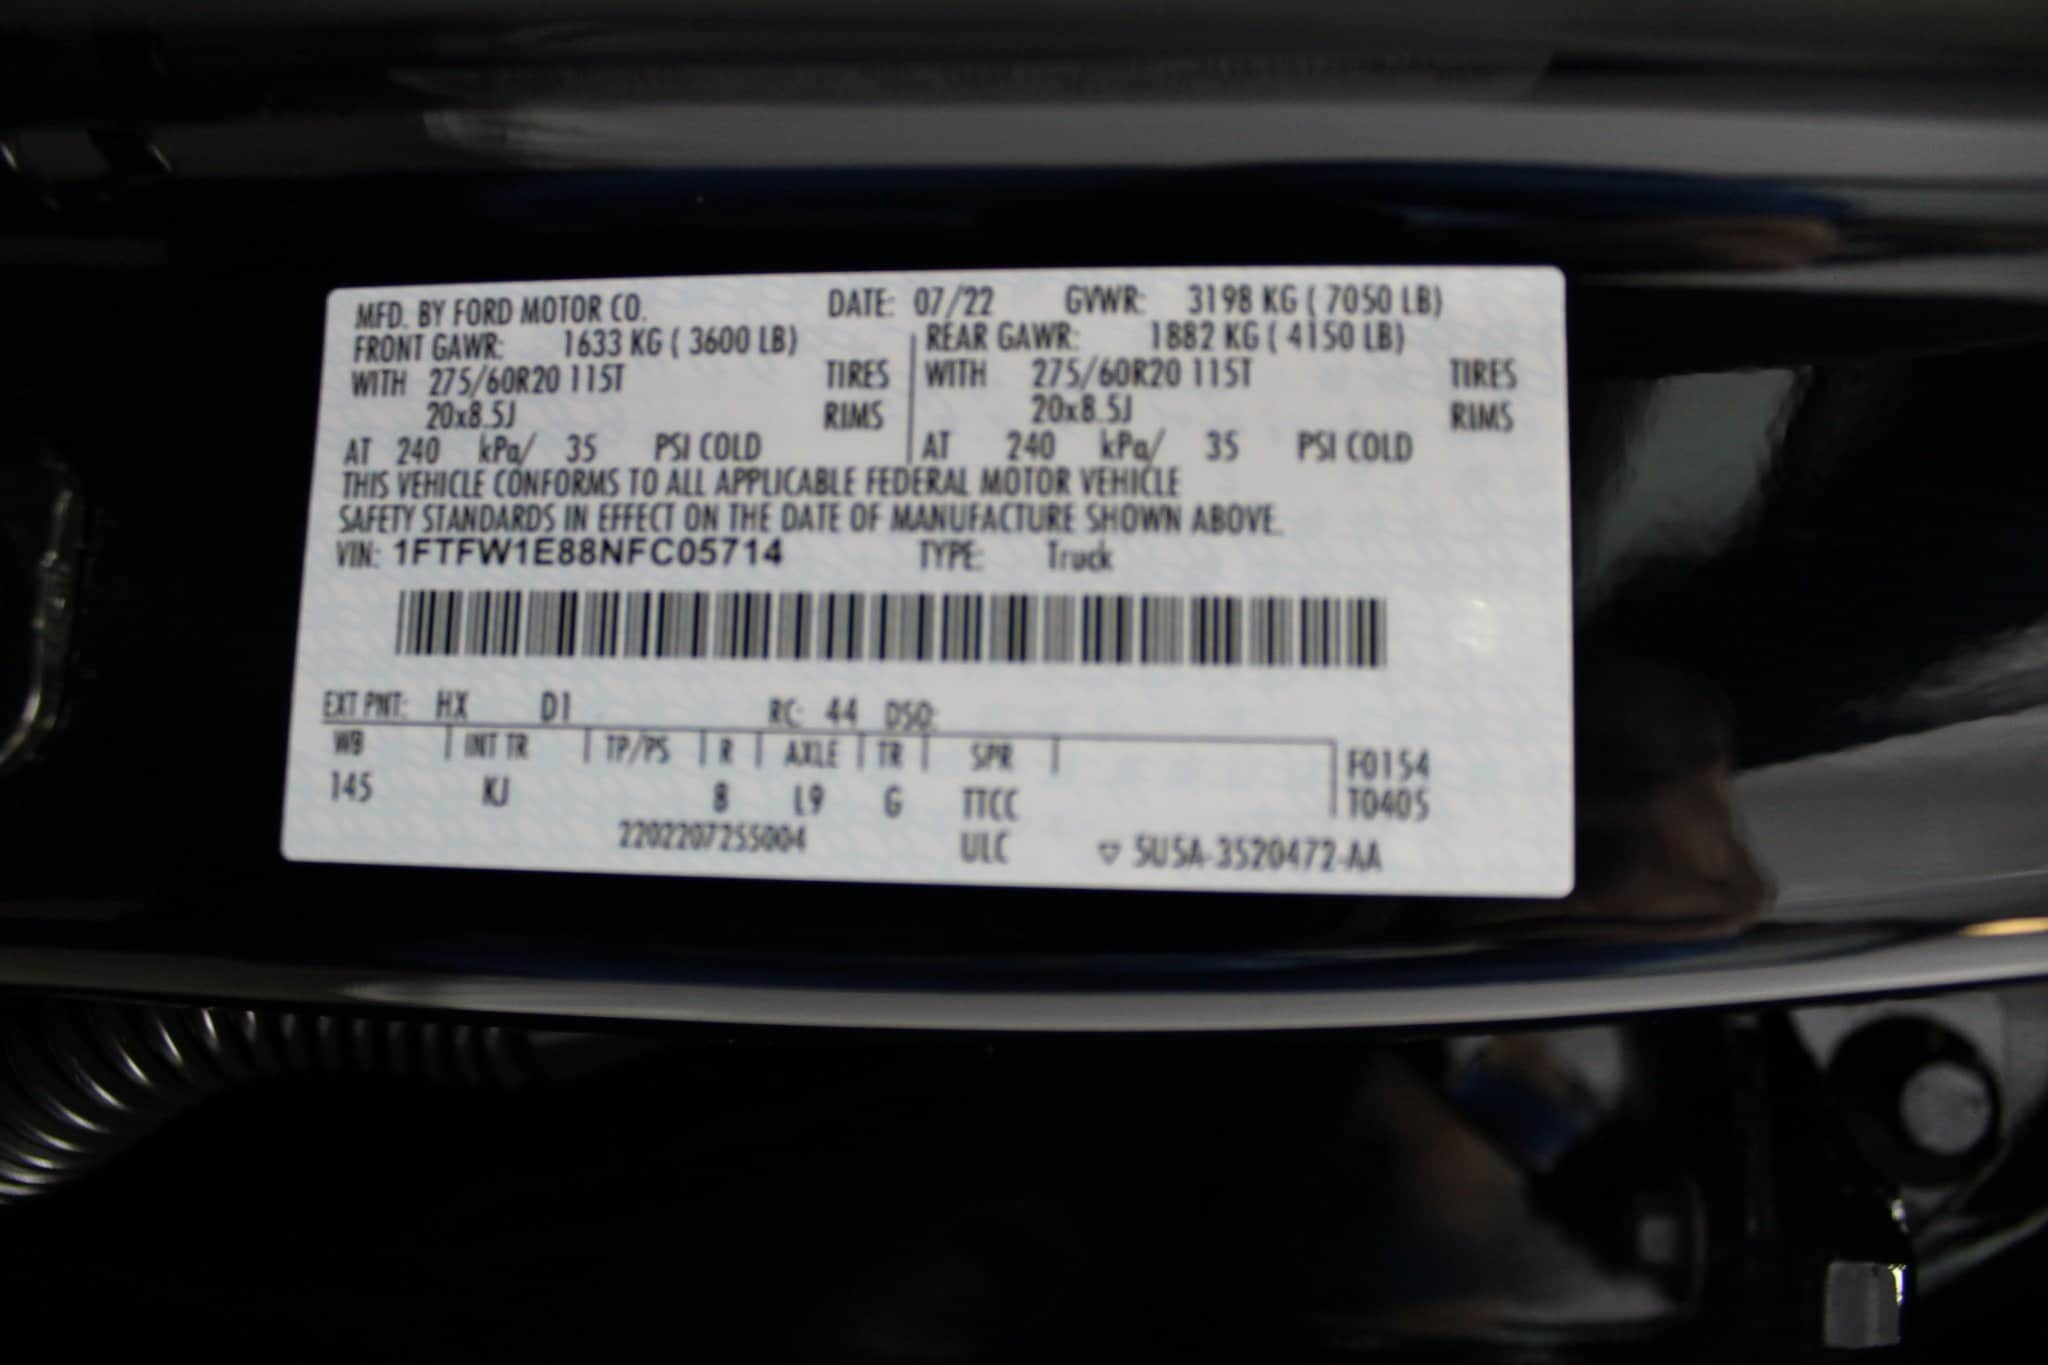 MFD. BY FORD MOTOR CO. DATE: 07/22 GVWR: 3198 KG ( 7050 LB)
FRONT GAWR: 1633 KG ( 3600 LB) REAR GAWR: 1882 KG ( 4150 LB)
WITH 275/60R20 115T TIRES WITH 275/60R20 115T TIRES
20x8.5J RIMS 20x8.5J RIMS
AT 240 kPa/ 35 PSI COLD AT 240 kPa/ 35 PSI COLD
THIS VEHICLE CONFORMS TO ALL APPLICABLE FEDERAL MOTOR VEHICLE
SAFETY STANDARDS IN EFFECT ON THE DATE OF MANUFACTURE SHOWN ABOVE.
VIN: 1FTFW1E88NFC05714 TYPE: Truck
EXT PNT: HX D1 RC: 44 DSO:
WB INT TR TP/PS R AXLE TR SPR F0154
145 KJ 8 L9 G TTCC T0405
2202207255004 ULC ▽ 5U5A-3520472-AA